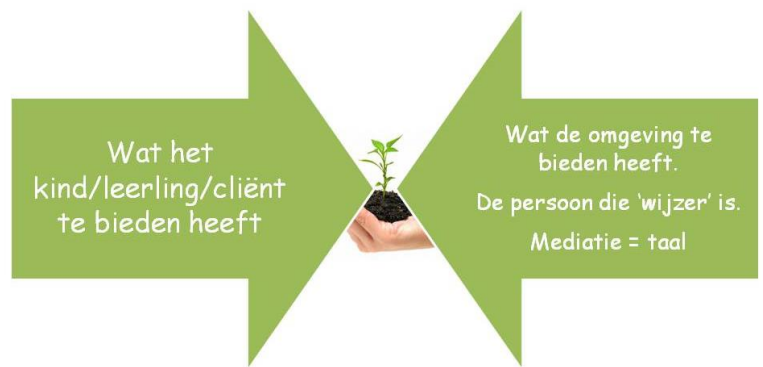 Wat het
kind/leerling/cliënt
te bieden heeft
Wat de omgeving te
bieden heeft.
De persoon die ‘wijzer’ is.
Mediatie = taal